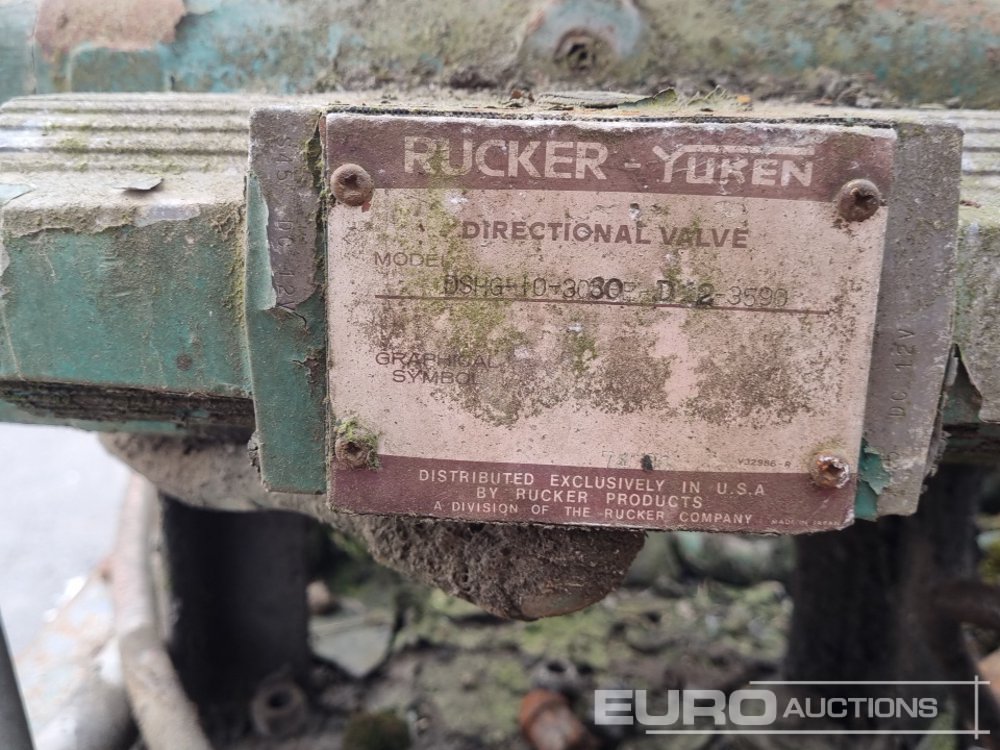 RUCKER - YUKEN
DIRECTIONAL VALVE
MODEL
GRAPHICAL
SYMBOL
DISTRIBUTED EXCLUSIVELY IN U.S.A
BY RUCKER PRODUCTS
A DIVISION OF THE RUCKER COMPANY
MADE IN JAPAN
DC 12V
EURO AUCTIONS